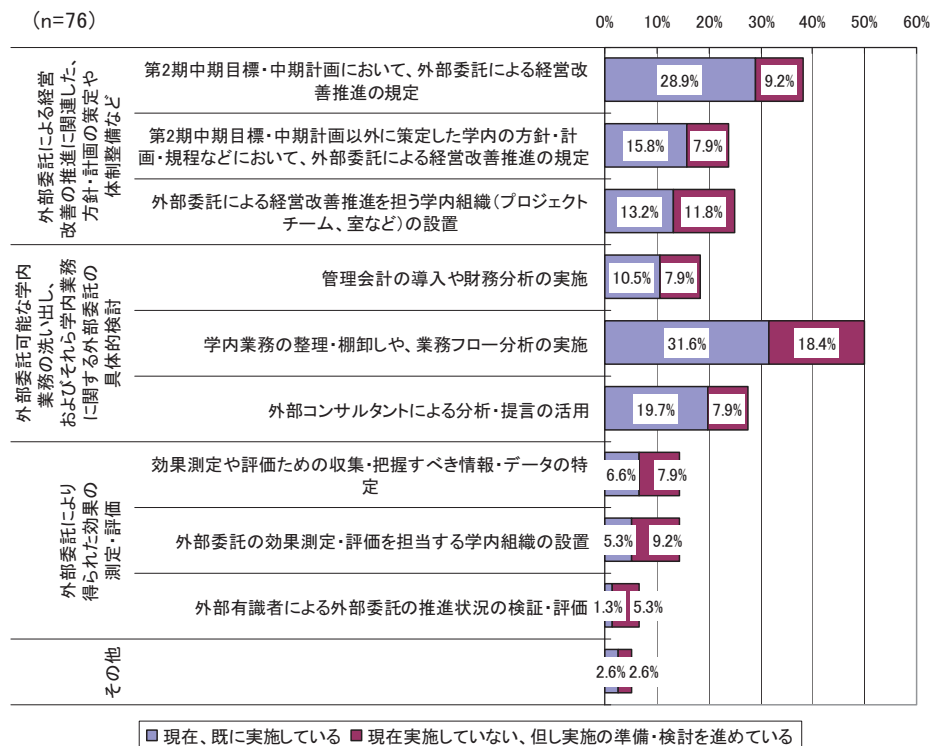 (n=76)
0% 10% 20% 30% 40% 50% 60%
外部委託による経営
改善の推進に関連した、
方針・計画の策定や
体制整備など
第2期中期目標・中期計画において、外部委託による経営改
善推進の規定
28.9% 9.2%
第2期中期目標・中期計画以外に策定した学内の方針・計
画・規程などにおいて、外部委託による経営改善推進の規定
15.8% 7.9%
外部委託による経営改善推進を担う学内組織(プロジェクト
チーム、室など)の設置
13.2% 11.8%
外部委託可能な学内
業務の洗い出し、
およびそれら学内業務
に関する外部委託の
具体的検討
管理会計の導入や財務分析の実施
10.5% 7.9%
学内業務の整理・棚卸しや、業務フロー分析の実施
31.6% 18.4%
外部コンサルタントによる分析・提言の活用
19.7% 7.9%
外部委託により
得られた効果の
測定・評価
効果測定や評価ための収集・把握すべき情報・データの特
定
6.6% 7.9%
外部委託の効果測定・評価を担当する学内組織の設置
5.3% 9.2%
外部有識者による外部委託の推進状況の検証・評価
1.3% 5.3%
その他
2.6% 2.6%
現在、既に実施している 現在実施していない、但し実施の準備・検討を進めている